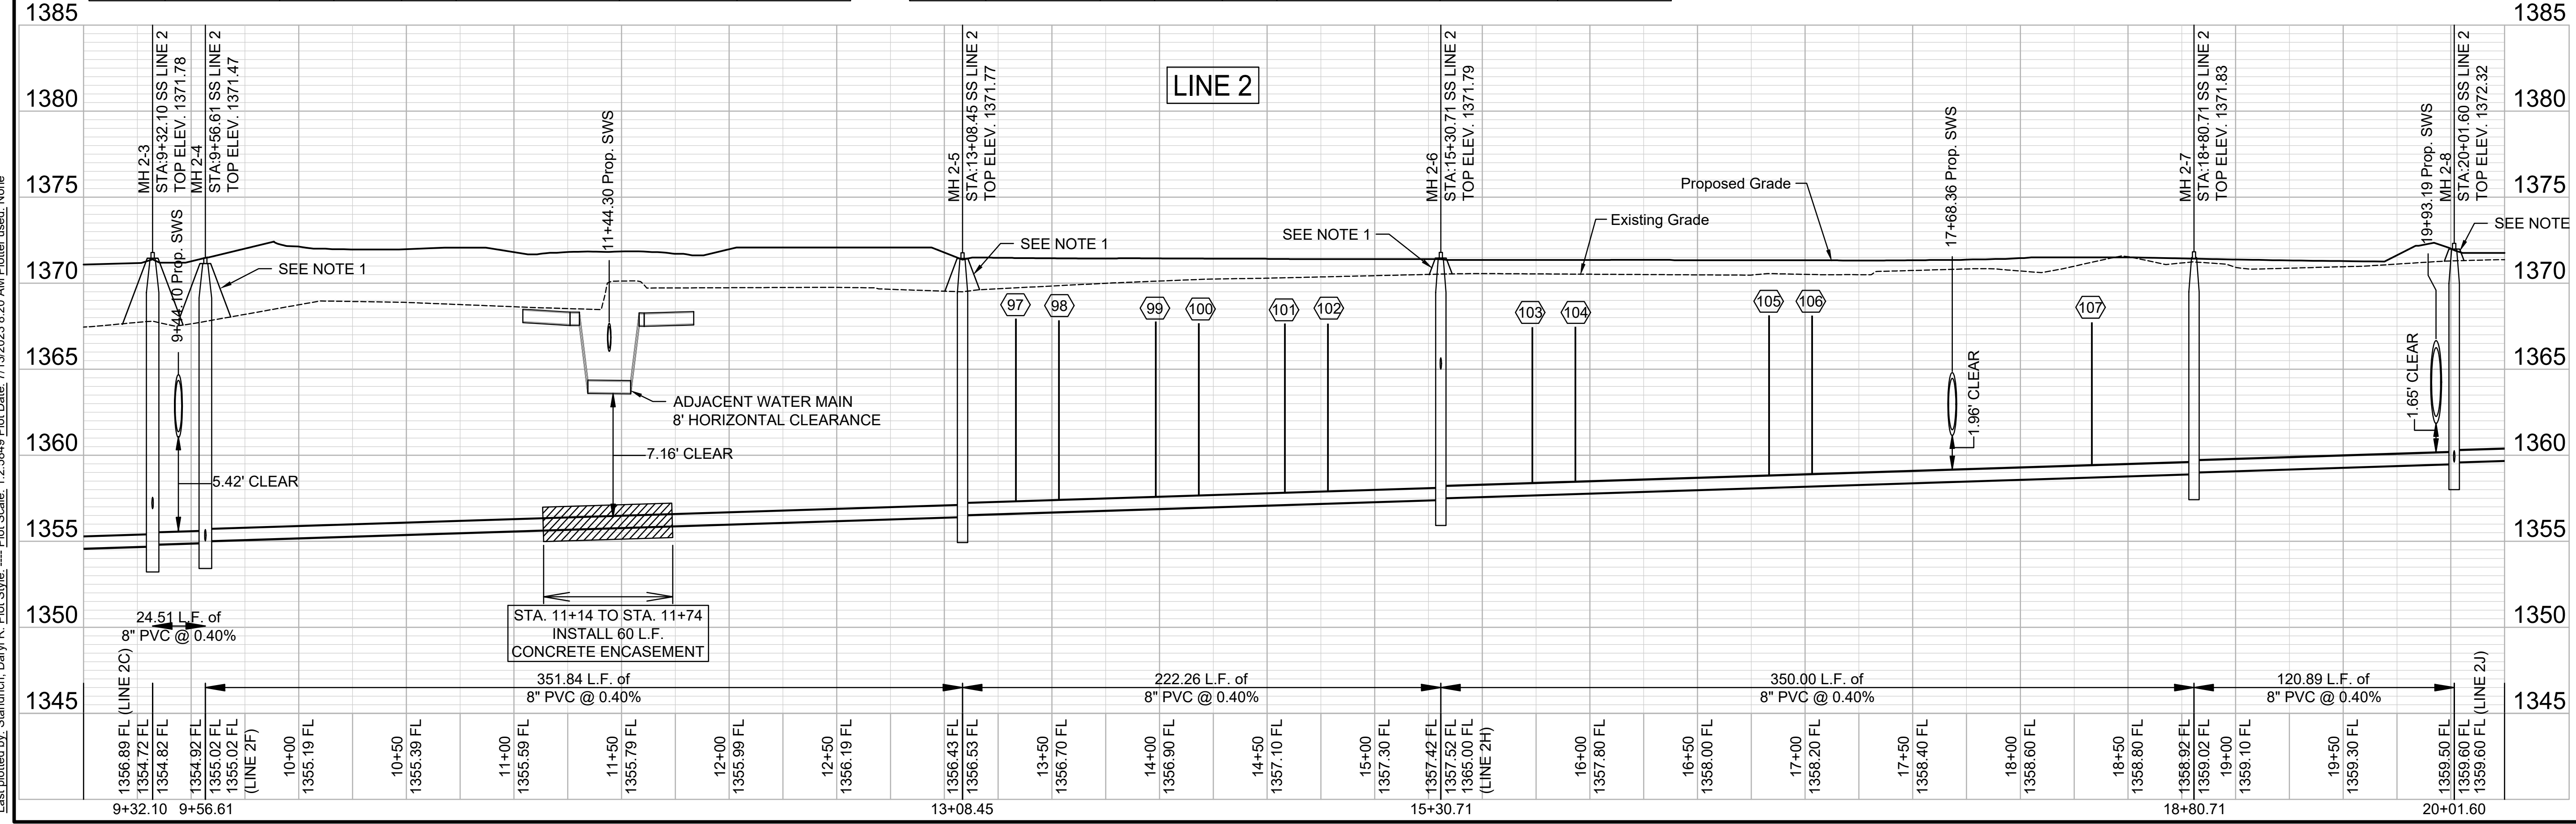 1385
1380
1375
1370
1365
1360
1355
1350
1345
1385
1380
1375
1370
1365
1360
1355
1350
1345
LINE 2
MH 2-3
STA:9+32.10 SS LINE 2
TOP ELEV. 1371.78
MH 2-4
STA:9+56.61 SS LINE 2
TOP ELEV. 1371.47
9+44.10 Prop. SWS
11+44.30 Prop. SWS
MH 2-5
STA:13+08.45 SS LINE 2
TOP ELEV. 1371.77
MH 2-6
STA:15+30.71 SS LINE 2
TOP ELEV. 1371.79
17+68.36 Prop. SWS
MH 2-7
STA:18+80.71 SS LINE 2
TOP ELEV. 1371.83
19+93.19 Prop. SWS
MH 2-8
STA:20+01.60 SS LINE 2
TOP ELEV. 1372.32
SEE NOTE 1
SEE NOTE 1
SEE NOTE 1
SEE NOTE
Proposed Grade
Existing Grade
97
98
99
100
101
102
103
104
105
106
107
5.42' CLEAR
ADJACENT WATER MAIN
8' HORIZONTAL CLEARANCE
7.16' CLEAR
1.96' CLEAR
1.65' CLEAR
24.51 L.F. of
8" PVC @ 0.40%
STA. 11+14 TO STA. 11+74
INSTALL 60 L.F.
CONCRETE ENCASEMENT
351.84 L.F. of
8" PVC @ 0.40%
222.26 L.F. of
8" PVC @ 0.40%
350.00 L.F. of
8" PVC @ 0.40%
120.89 L.F. of
8" PVC @ 0.40%
1356.89 FL (LINE 2C)
1354.72 FL
1354.82 FL
1354.92 FL
1355.02 FL
1355.02 FL
(LINE 2F)
10+00
1355.19 FL
10+50
1355.39 FL
11+00
1355.59 FL
11+50
1355.79 FL
12+00
1355.99 FL
12+50
1356.19 FL
1356.43 FL
1356.53 FL
13+50
1356.70 FL
14+00
1356.90 FL
14+50
1357.10 FL
15+00
1357.30 FL
1357.42 FL
1357.52 FL
1365.00 FL
(LINE 2H)
16+00
1357.80 FL
16+50
1358.00 FL
17+00
1358.20 FL
17+50
1358.40 FL
18+00
1358.60 FL
18+50
1358.80 FL
1358.92 FL
1359.02 FL
19+00
1359.10 FL
19+50
1359.30 FL
1359.50 FL
1359.60 FL
1359.60 FL (LINE 2J)
9+32.10
9+56.61
13+08.45
15+30.71
18+80.71
20+01.60